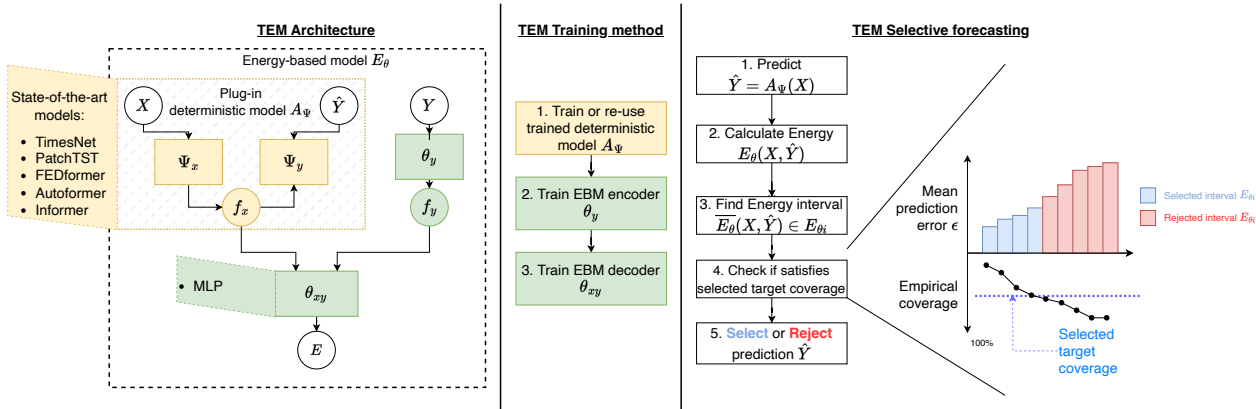 TEM Architecture
Energy-based model E_θ
State-of-the-art
models:
• TimesNet
• PatchTST
• FEDformer
• Autoformer
• Informer
X
Plug-in
deterministic model A_Ψ
Ŷ
Y
Ψ_x
Ψ_y
θ_y
f_x
f_y
• MLP
θ_xy
E
TEM Training method
1. Train or re-use
trained deterministic
model A_Ψ
2. Train EBM encoder
θ_y
3. Train EBM decoder
θ_xy
TEM Selective forecasting
1. Predict
Ŷ = A_Ψ(X)
2. Calculate Energy
E_θ(X, Ŷ)
3. Find Energy interval
\overline{E_θ}(X, Ŷ) ∈ E_θi
4. Check if satisfies
selected target coverage
5. Select or Reject
prediction Ŷ
Mean
prediction
error ϵ
Selected interval E_θi
Rejected interval E_θi
Empirical
coverage
100%
Selected
target
coverage